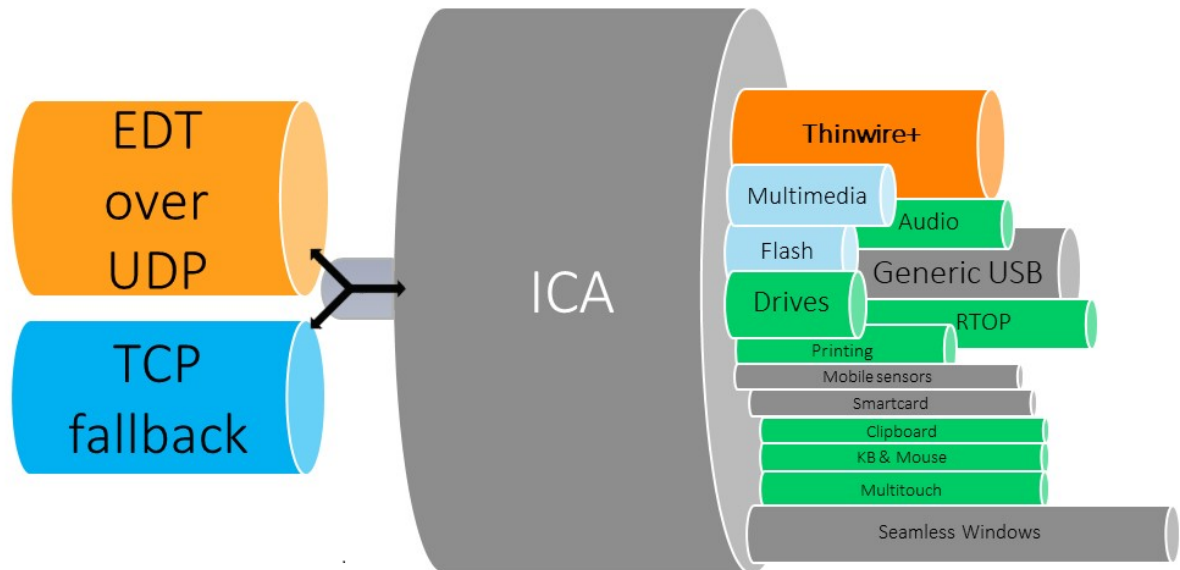 EDT
over
UDP
TCP
fallback
ICA
Thinwire+
Multimedia
Audio
Flash
Generic USB
Drives
RTOP
Printing
Mobile sensors
Smartcard
Clipboard
KB & Mouse
Multitouch
Seamless Windows